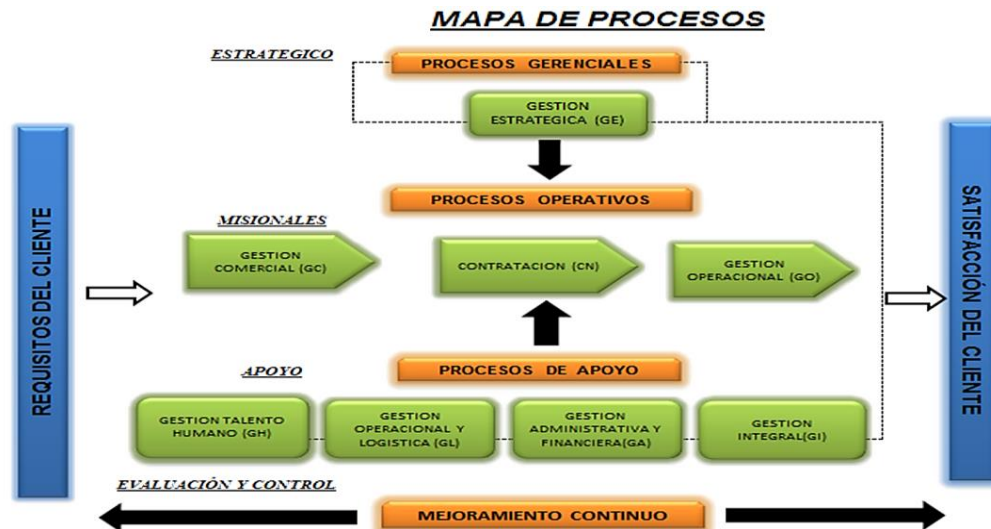 MAPA DE PROCESOS
ESTRATEGICO
PROCESOS GERENCIALES
GESTION
ESTRATEGICA (GE)
PROCESOS OPERATIVOS
MISIONALES
GESTION
COMERCIAL (GC)
CONTRATACION (CN)
GESTION
OPERACIONAL (GO)
PROCESOS DE APOYO
APOYO
GESTION TALENTO
HUMANO (GH)
GESTION
OPERACIONAL Y
LOGISTICA (GL)
GESTION
ADMINISTRATIVA Y
FINANCIERA(GA)
GESTION
INTEGRAL(GI)
EVALUACIÒN Y CONTROL
MEJORAMIENTO CONTINUO
REQUISITOS DEL CLIENTE
SATISFACCIÓN DEL CLIENTE